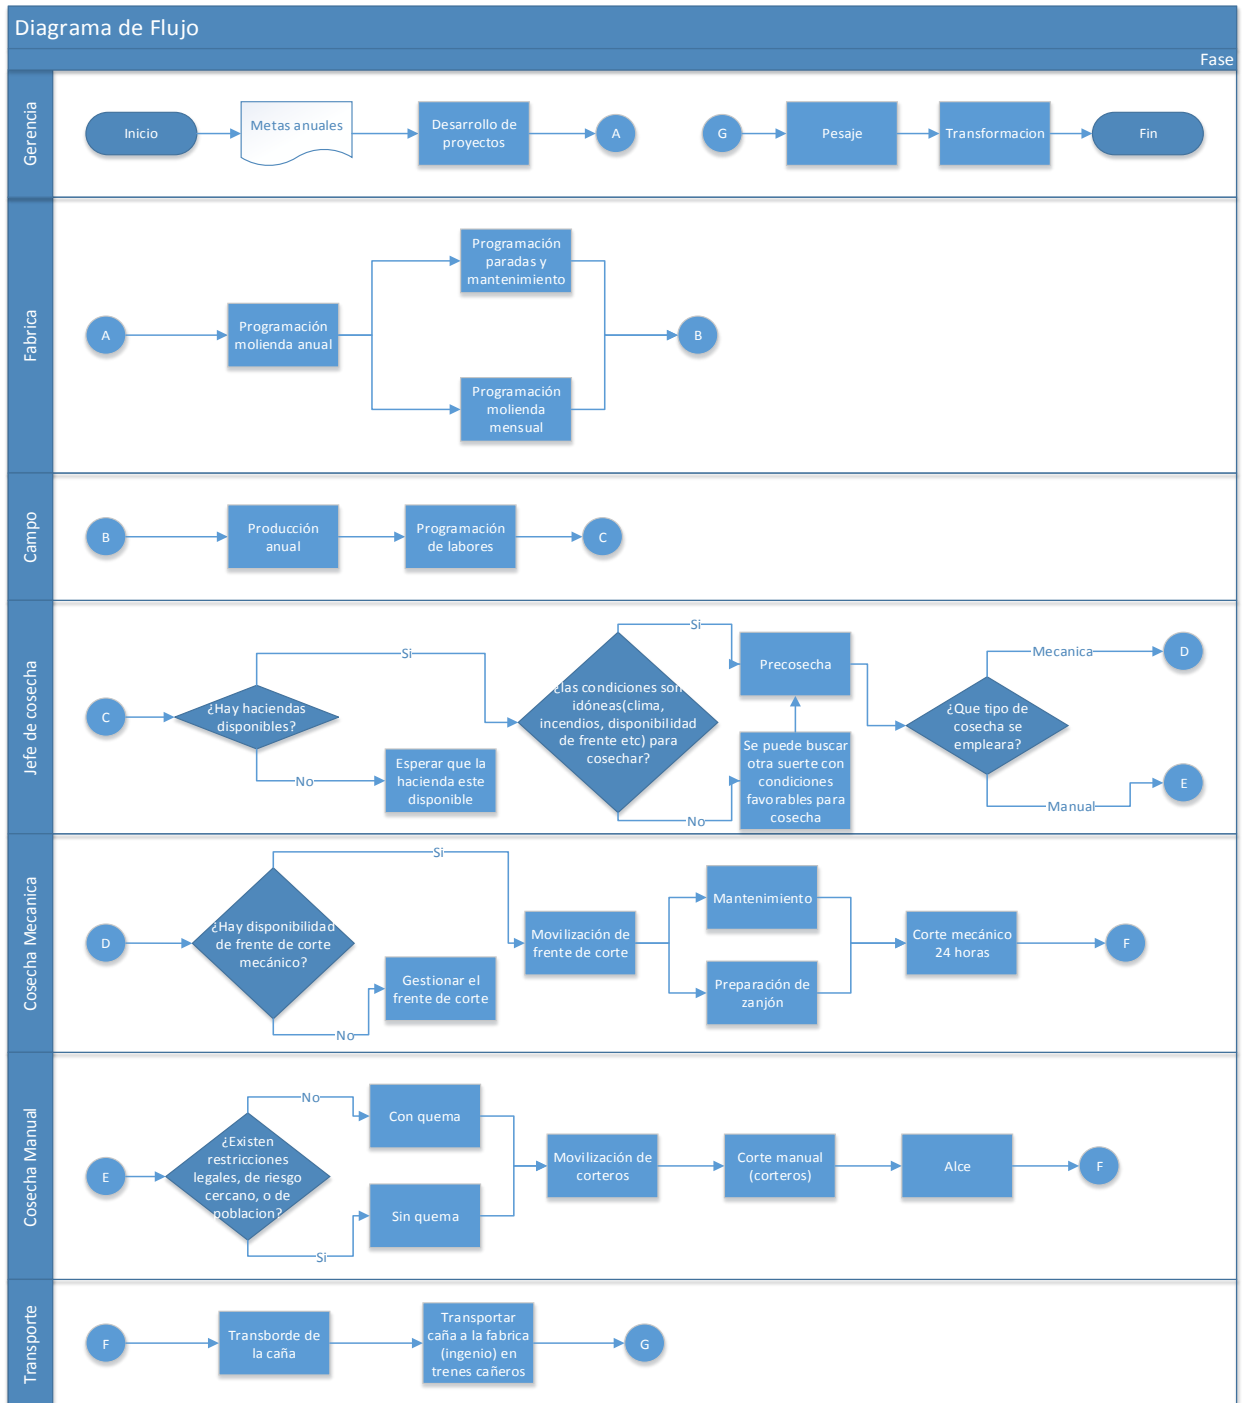 Diagrama de Flujo
Fase
Gerencia
Inicio
Metas anuales
Desarrollo de
proyectos
A
G
Pesaje
Transformacion
Fin
Fabrica
A
Programación
molienda anual
Programación
paradas y
mantenimiento
Programación
molienda
mensual
B
Campo
B
Producción
anual
Programación
de labores
C
Jefe de cosecha
C
¿Hay haciendas
disponibles?
Si
No
Esperar que la
hacienda este
disponible
¿las condiciones son
idóneas(clima,
incendios, disponibilidad
de frente etc) para
cosechar?
Si
No
Precosecha
Se puede buscar
otra suerte con
condiciones
favorables para
cosecha
¿Que tipo de
cosecha se
empleara?
Mecanica
D
Manual
E
Cosecha Mecanica
D
¿Hay disponibilidad
de frente de corte
mecánico?
Si
No
Gestionar el
frente de corte
Movilización de
frente de corte
Mantenimiento
Preparación de
zanjón
Corte mecánico
24 horas
F
Cosecha Manual
E
¿Existen
restricciones
legales, de riesgo
cercano, o de
poblacion?
No
Si
Con quema
Sin quema
Movilización de
corteros
Corte manual
(corteros)
Alce
F
Transporte
F
Transborde de
la caña
Transportar
caña a la fabrica
(ingenio) en
trenes cañeros
G